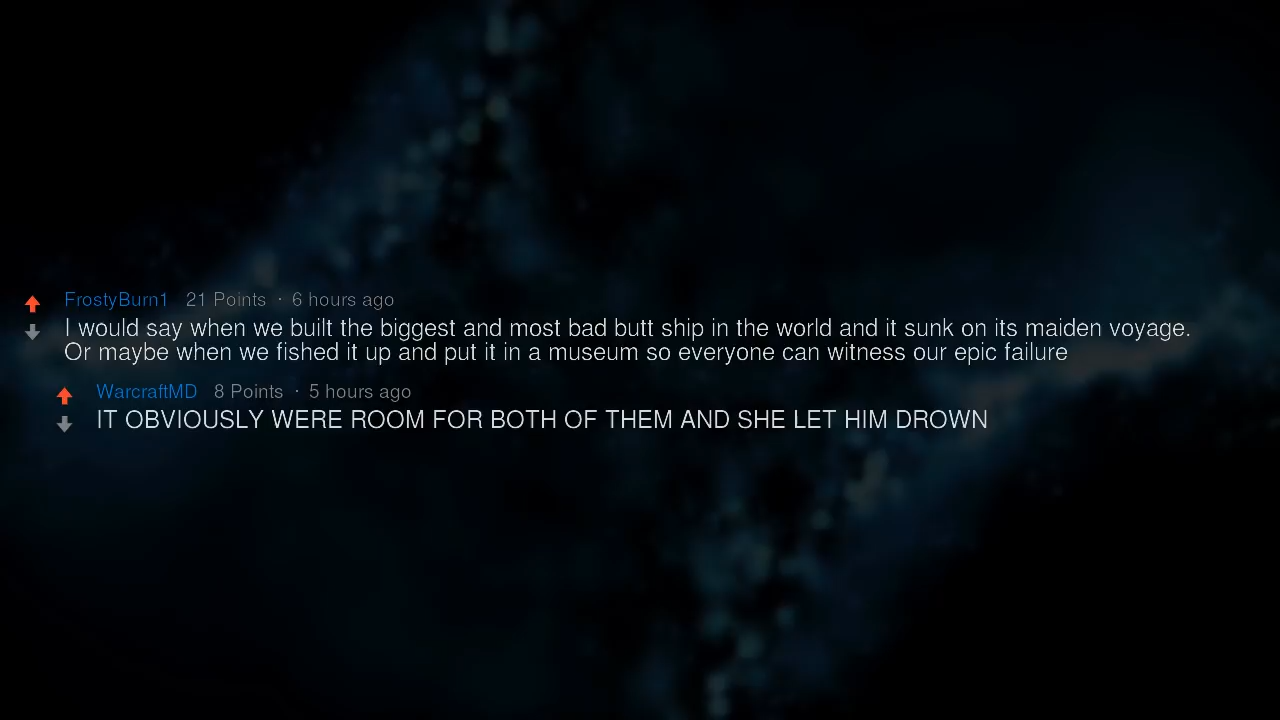 FrostyBurn1 21 Points · 6 hours ago
I would say when we built the biggest and most bad butt ship in the world and it sunk on its maiden voyage.
Or maybe when we fished it up and put it in a museum so everyone can witness our epic failure
WarcraftMD 8 Points · 5 hours ago
IT OBVIOUSLY WERE ROOM FOR BOTH OF THEM AND SHE LET HIM DROWN